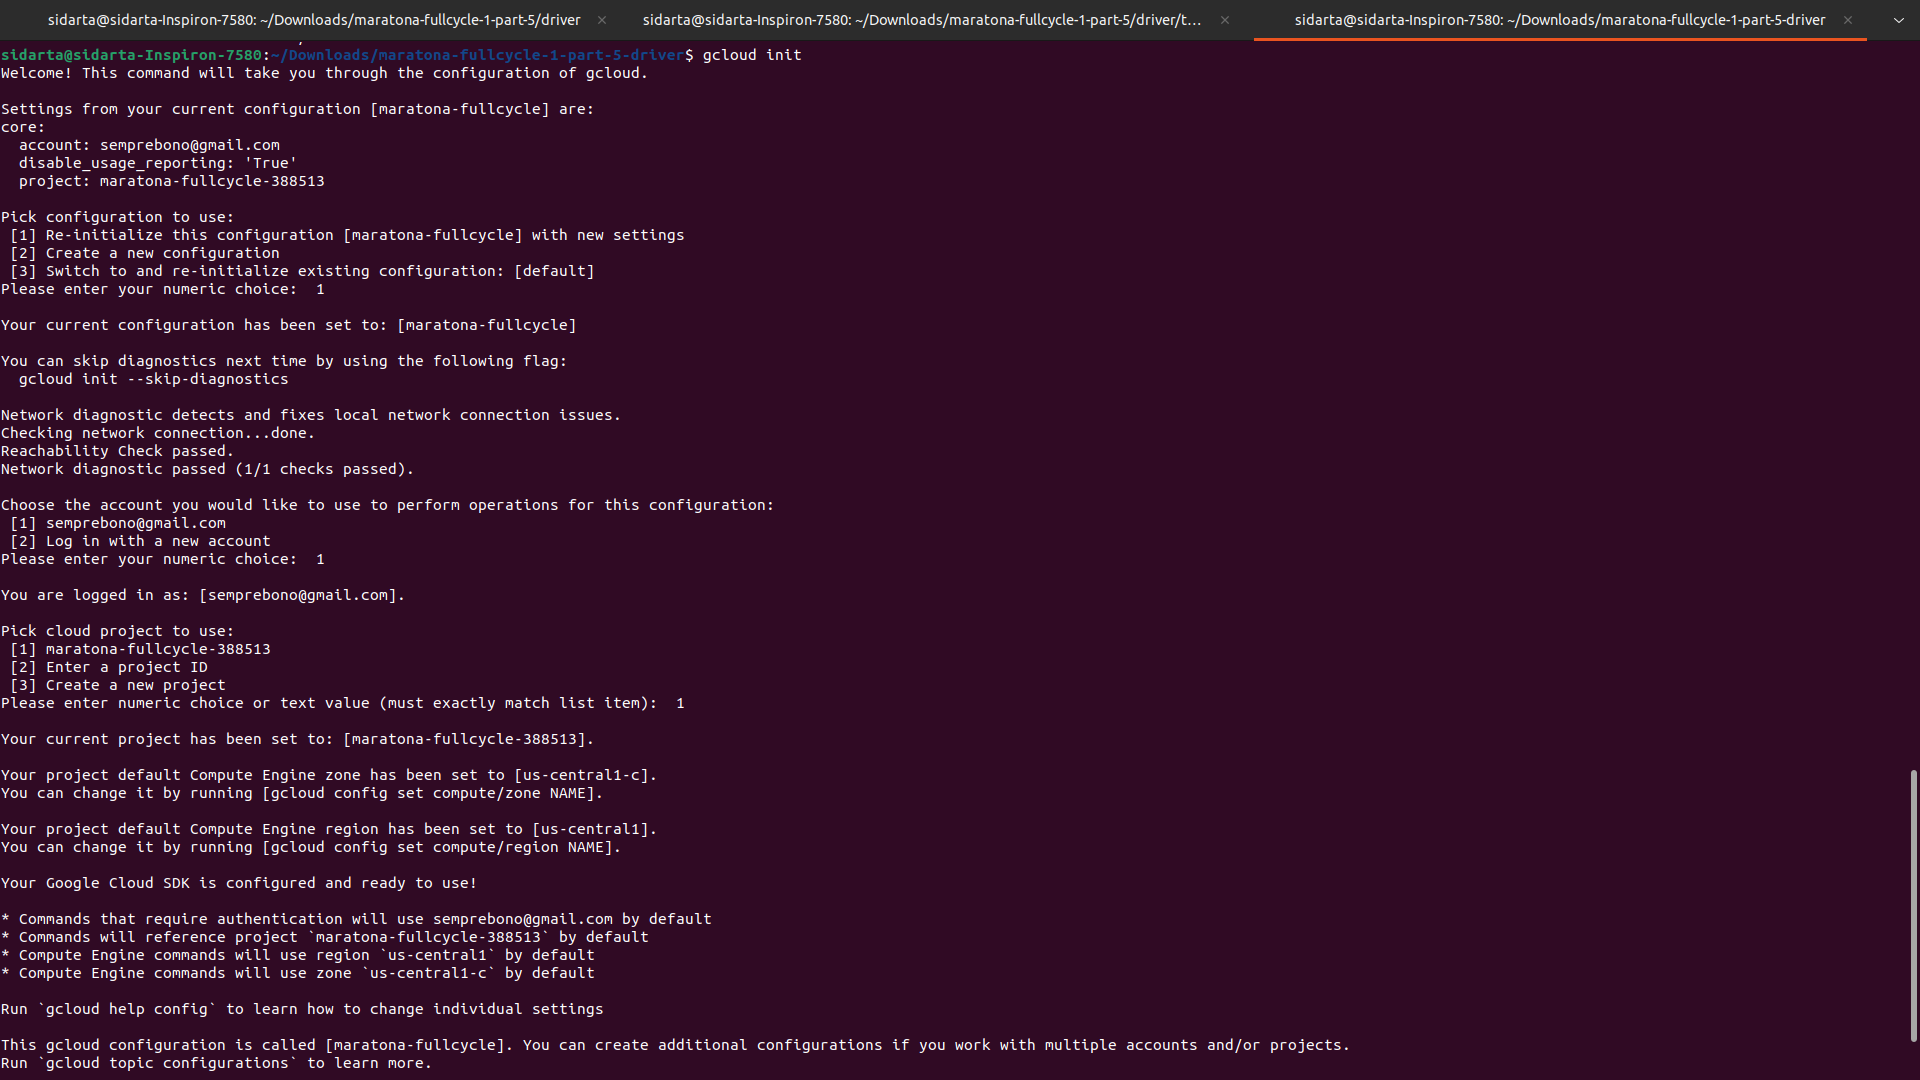 sidarta@sidarta-Inspiron-7580: ~/Downloads/maratona-fullcycle-1-part-5/driver
sidarta@sidarta-Inspiron-7580: ~/Downloads/maratona-fullcycle-1-part-5/driver/t...
sidarta@sidarta-Inspiron-7580: ~/Downloads/maratona-fullcycle-1-part-5-driver
sidarta@sidarta-Inspiron-7580:~/Downloads/maratona-fullcycle-1-part-5-driver$ gcloud init
Welcome! This command will take you through the configuration of gcloud.
Settings from your current configuration [maratona-fullcycle] are:
core:
  account: semprebono@gmail.com
  disable_usage_reporting: 'True'
  project: maratona-fullcycle-388513
Pick configuration to use:
 [1] Re-initialize this configuration [maratona-fullcycle] with new settings
 [2] Create a new configuration
 [3] Switch to and re-initialize existing configuration: [default]
Please enter your numeric choice:  1
Your current configuration has been set to: [maratona-fullcycle]
You can skip diagnostics next time by using the following flag:
  gcloud init --skip-diagnostics
Network diagnostic detects and fixes local network connection issues.
Checking network connection...done.
Reachability Check passed.
Network diagnostic passed (1/1 checks passed).
Choose the account you would like to use to perform operations for this configuration:
 [1] semprebono@gmail.com
 [2] Log in with a new account
Please enter your numeric choice:  1
You are logged in as: [semprebono@gmail.com].
Pick cloud project to use:
 [1] maratona-fullcycle-388513
 [2] Enter a project ID
 [3] Create a new project
Please enter numeric choice or text value (must exactly match list item):  1
Your current project has been set to: [maratona-fullcycle-388513].
Your project default Compute Engine zone has been set to [us-central1-c].
You can change it by running [gcloud config set compute/zone NAME].
Your project default Compute Engine region has been set to [us-central1].
You can change it by running [gcloud config set compute/region NAME].
Your Google Cloud SDK is configured and ready to use!
* Commands that require authentication will use semprebono@gmail.com by default
* Commands will reference project `maratona-fullcycle-388513` by default
* Compute Engine commands will use region `us-central1` by default
* Compute Engine commands will use zone `us-central1-c` by default
Run `gcloud help config` to learn how to change individual settings
This gcloud configuration is called [maratona-fullcycle]. You can create additional configurations if you work with multiple accounts and/or projects.
Run `gcloud topic configurations` to learn more.